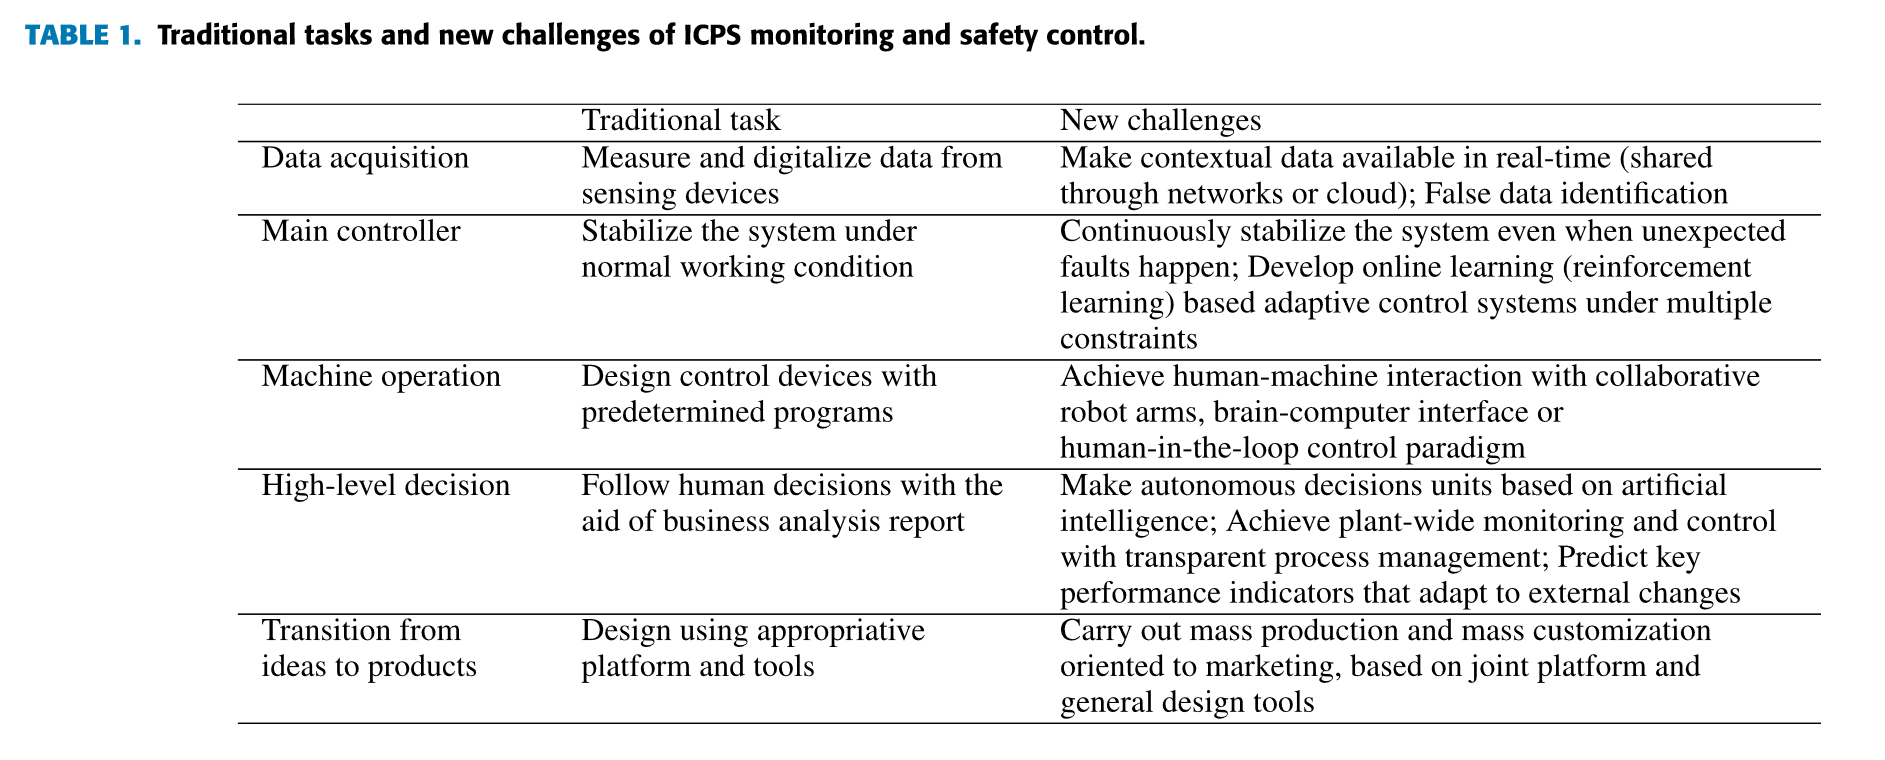 TABLE 1. Traditional tasks and new challenges of ICPS monitoring and safety control.
Traditional task New challenges
Data acquisition Measure and digitalize data from Make contextual data available in real-time (shared
sensing devices through networks or cloud); False data identification
Main controller Stabilize the system under Continuously stabilize the system even when unexpected
normal working condition faults happen; Develop online learning (reinforcement
learning) based adaptive control systems under multiple
constraints
Machine operation Design control devices with Achieve human-machine interaction with collaborative
predetermined programs robot arms, brain-computer interface or
human-in-the-loop control paradigm
High-level decision Follow human decisions with the Make autonomous decisions units based on artificial
aid of business analysis report intelligence; Achieve plant-wide monitoring and control
with transparent process management; Predict key
performance indicators that adapt to external changes
Transition from Design using appropriative Carry out mass production and mass customization
ideas to products platform and tools oriented to marketing, based on joint platform and
general design tools